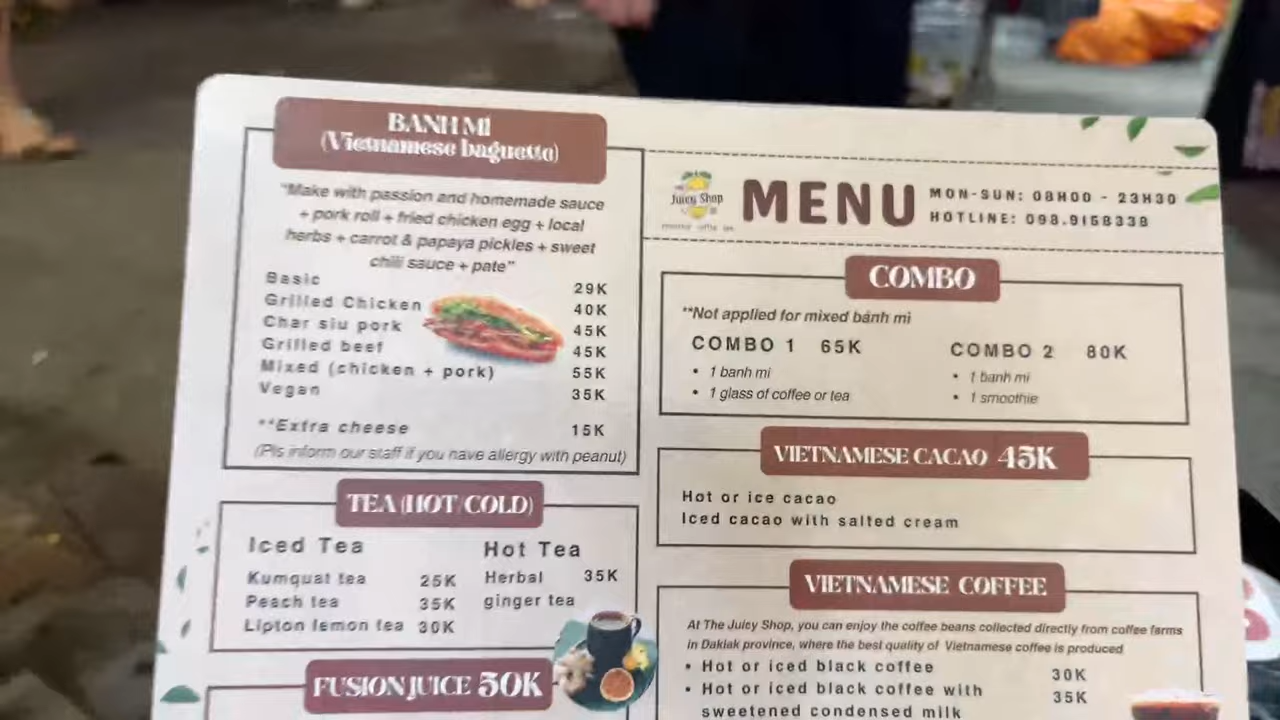 BANH MÌ
(Vietnamese baguette)
"Make with passion and homemade sauce
+ pork roll + fried chicken egg + local
herbs + carrot & papaya pickles + sweet
chili sauce + pate"
Basic 29K
Grilled Chicken 40K
Char siu pork 45K
Grilled beef 45K
Mixed (chicken + pork) 55K
Vegan 35K
**Extra cheese 15K
(Pls inform our staff if you have allergy with peanut)
TEA (HOT/COLD)
Iced Tea
Kumquat tea 25K
Peach tea 35K
Lipton lemon tea 30K
Hot Tea
Herbal 35K
ginger tea
FUSION JUICE 50K
Juicy Shop
MENU
MON-SUN: 08H00 - 23H30
HOTLINE: 098.9158338
COMBO
**Not applied for mixed bánh mì
COMBO 1 65K
• 1 banh mi
• 1 glass of coffee or tea
COMBO 2 80K
• 1 banh mi
• 1 smoothie
VIETNAMESE CACAO 45K
Hot or ice cacao
Iced cacao with salted cream
VIETNAMESE COFFEE
At The Juicy Shop, you can enjoy the coffee beans collected directly from coffee farms
in Daklak province, where the best quality of Vietnamese coffee is produced
• Hot or iced black coffee 30K
• Hot or iced black coffee with 35K
sweetened condensed milk